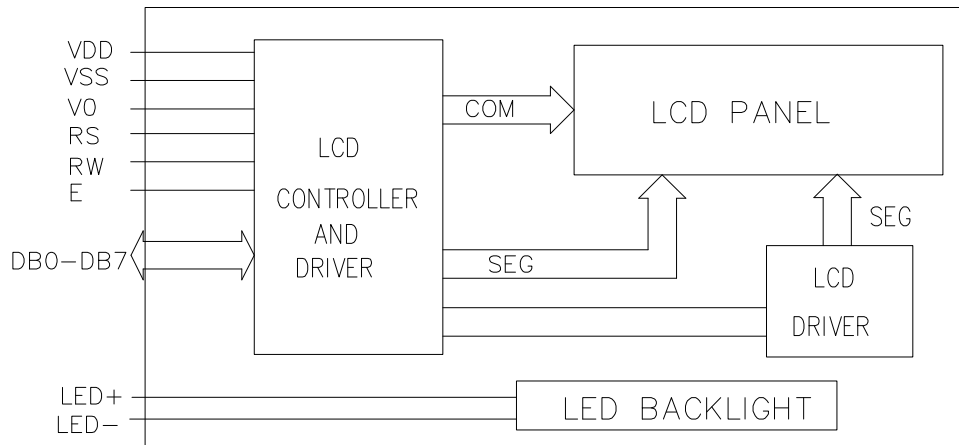 VDD
VSS
V0
RS
RW
E
DB0-DB7
LED+
LED-
LCD
CONTROLLER
AND
DRIVER
COM
SEG
LCD PANEL
SEG
LCD
DRIVER
LED BACKLIGHT